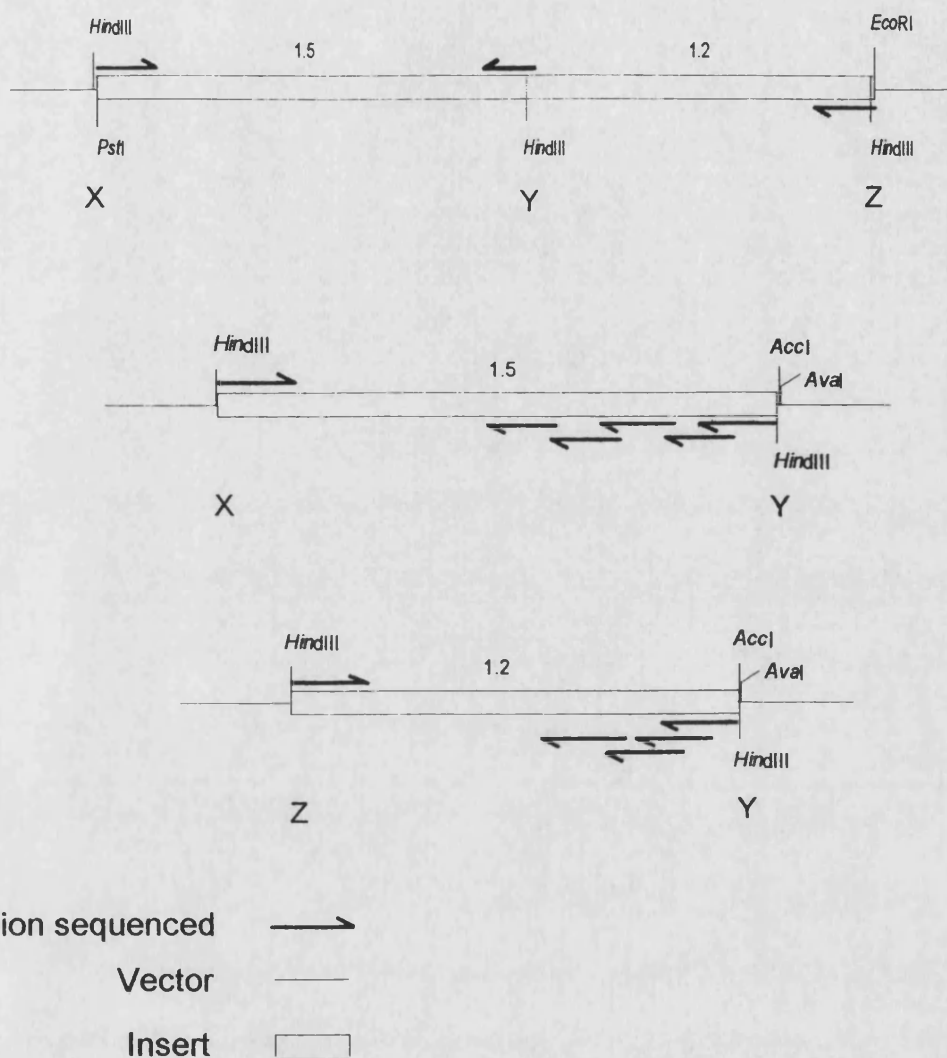 HindIII
EcoRI
1.5
1.2
PstI
HindIII
HindIII
X
Y
Z
HindIII
AccI
1.5
AvaI
HindIII
X
Y
HindIII
AccI
1.2
AvaI
HindIII
Z
Y
ion sequenced
Vector
Insert